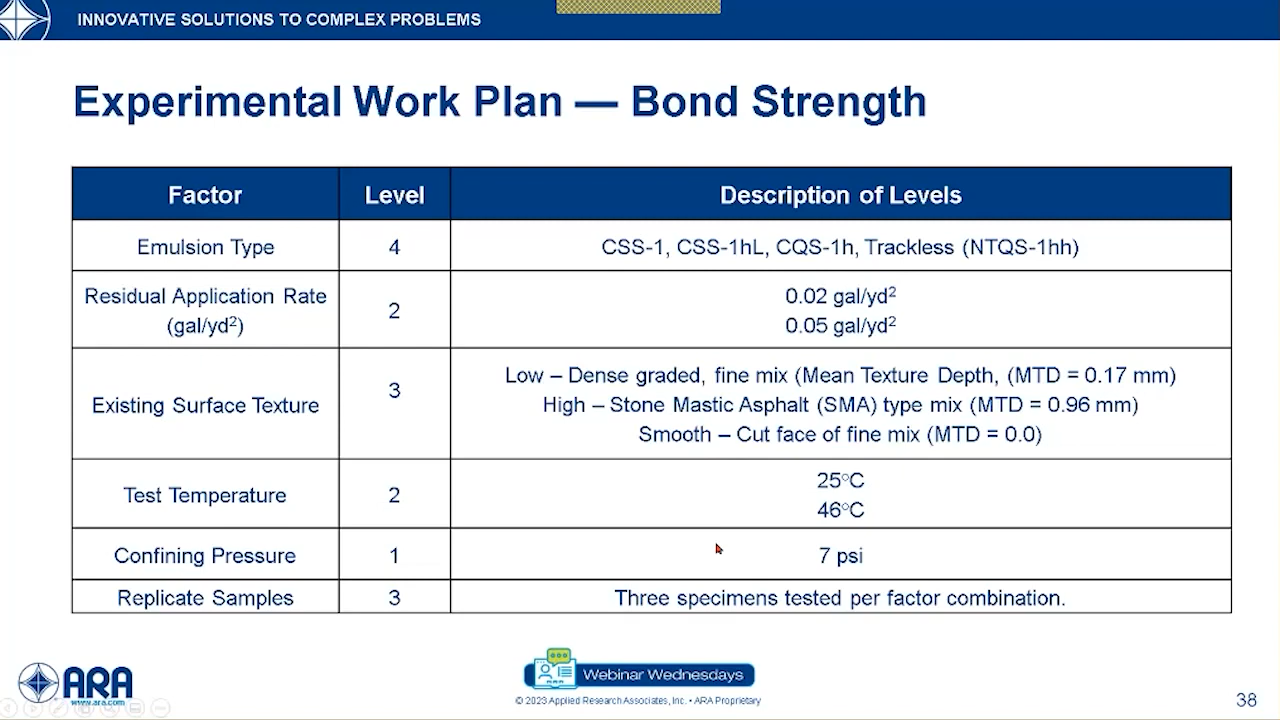 INNOVATIVE SOLUTIONS TO COMPLEX PROBLEMS
Experimental Work Plan — Bond Strength
Factor Level Description of Levels
Emulsion Type 4 CSS-1, CSS-1hL, CQS-1h, Trackless (NTQS-1hh)
Residual Application Rate
(gal/yd²)
2
0.02 gal/yd²
0.05 gal/yd²
Existing Surface Texture
3
Low – Dense graded, fine mix (Mean Texture Depth, (MTD = 0.17 mm)
High – Stone Mastic Asphalt (SMA) type mix (MTD = 0.96 mm)
Smooth – Cut face of fine mix (MTD = 0.0)
Test Temperature
2
25°C
46°C
Confining Pressure 1 7 psi
Replicate Samples 3 Three specimens tested per factor combination.
ARA
www.ara.com
Webinar Wednesdays
© 2023 Applied Research Associates, Inc. • ARA Proprietary
38